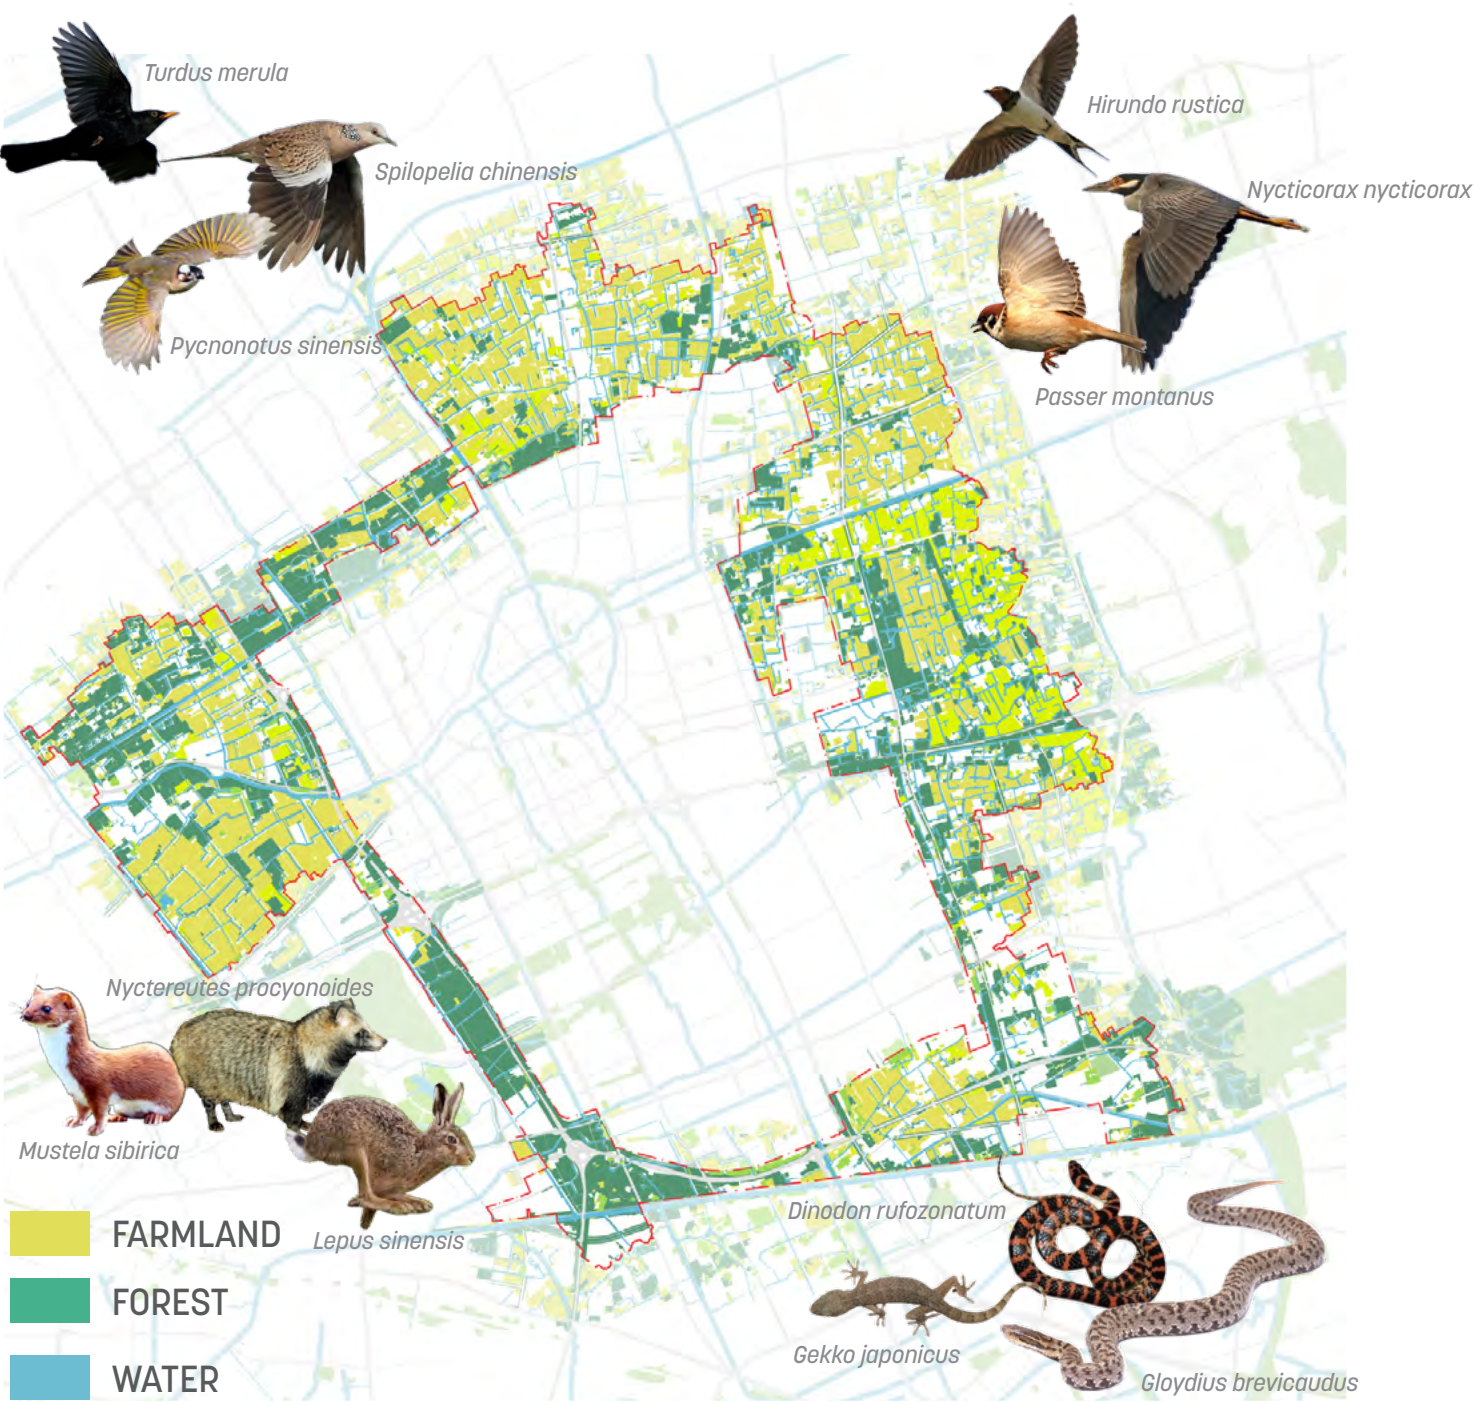 Turdus merula
Hirundo rustica
Spilopelia chinensis
Nycticorax nycticorax
Pycnonotus sinensis
Passer montanus
Nyctereutes procyonoides
Mustela sibirica
Lepus sinensis
Dinodon rufozonatum
Gekko japonicus
Gloydius brevicaudus
FARMLAND
FOREST
WATER